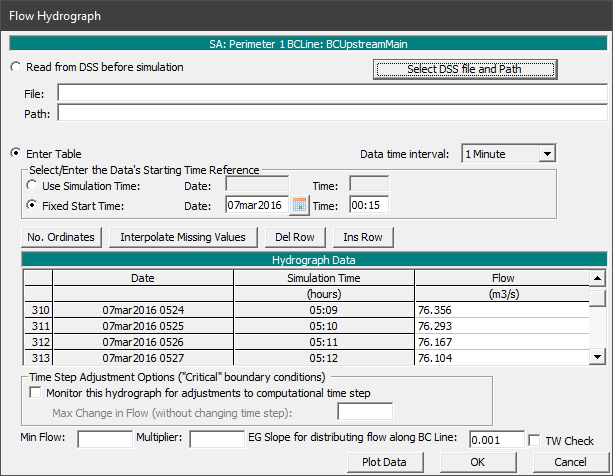 Flow Hydrograph
SA: Perimeter 1 BCLine: BCUpstreamMain
Read from DSS before simulation
Select DSS file and Path
File:
Path:
Enter Table
Data time interval: 1 Minute
Select/Enter the Data's Starting Time Reference
Use Simulation Time: Date: Time:
Fixed Start Time: Date: 07mar2016 Time: 00:15
No. Ordinates Interpolate Missing Values Del Row Ins Row
Hydrograph Data
Date Simulation Time Flow
(hours) (m3/s)
310 07mar2016 0524 05:09 76.356
311 07mar2016 0525 05:10 76.293
312 07mar2016 0526 05:11 76.167
313 07mar2016 0527 05:12 76.104
Time Step Adjustment Options ("Critical" boundary conditions)
Monitor this hydrograph for adjustments to computational time step
Max Change in Flow (without changing time step):
Min Flow: Multiplier: EG Slope for distributing flow along BC Line: 0.001 TW Check
Plot Data OK Cancel